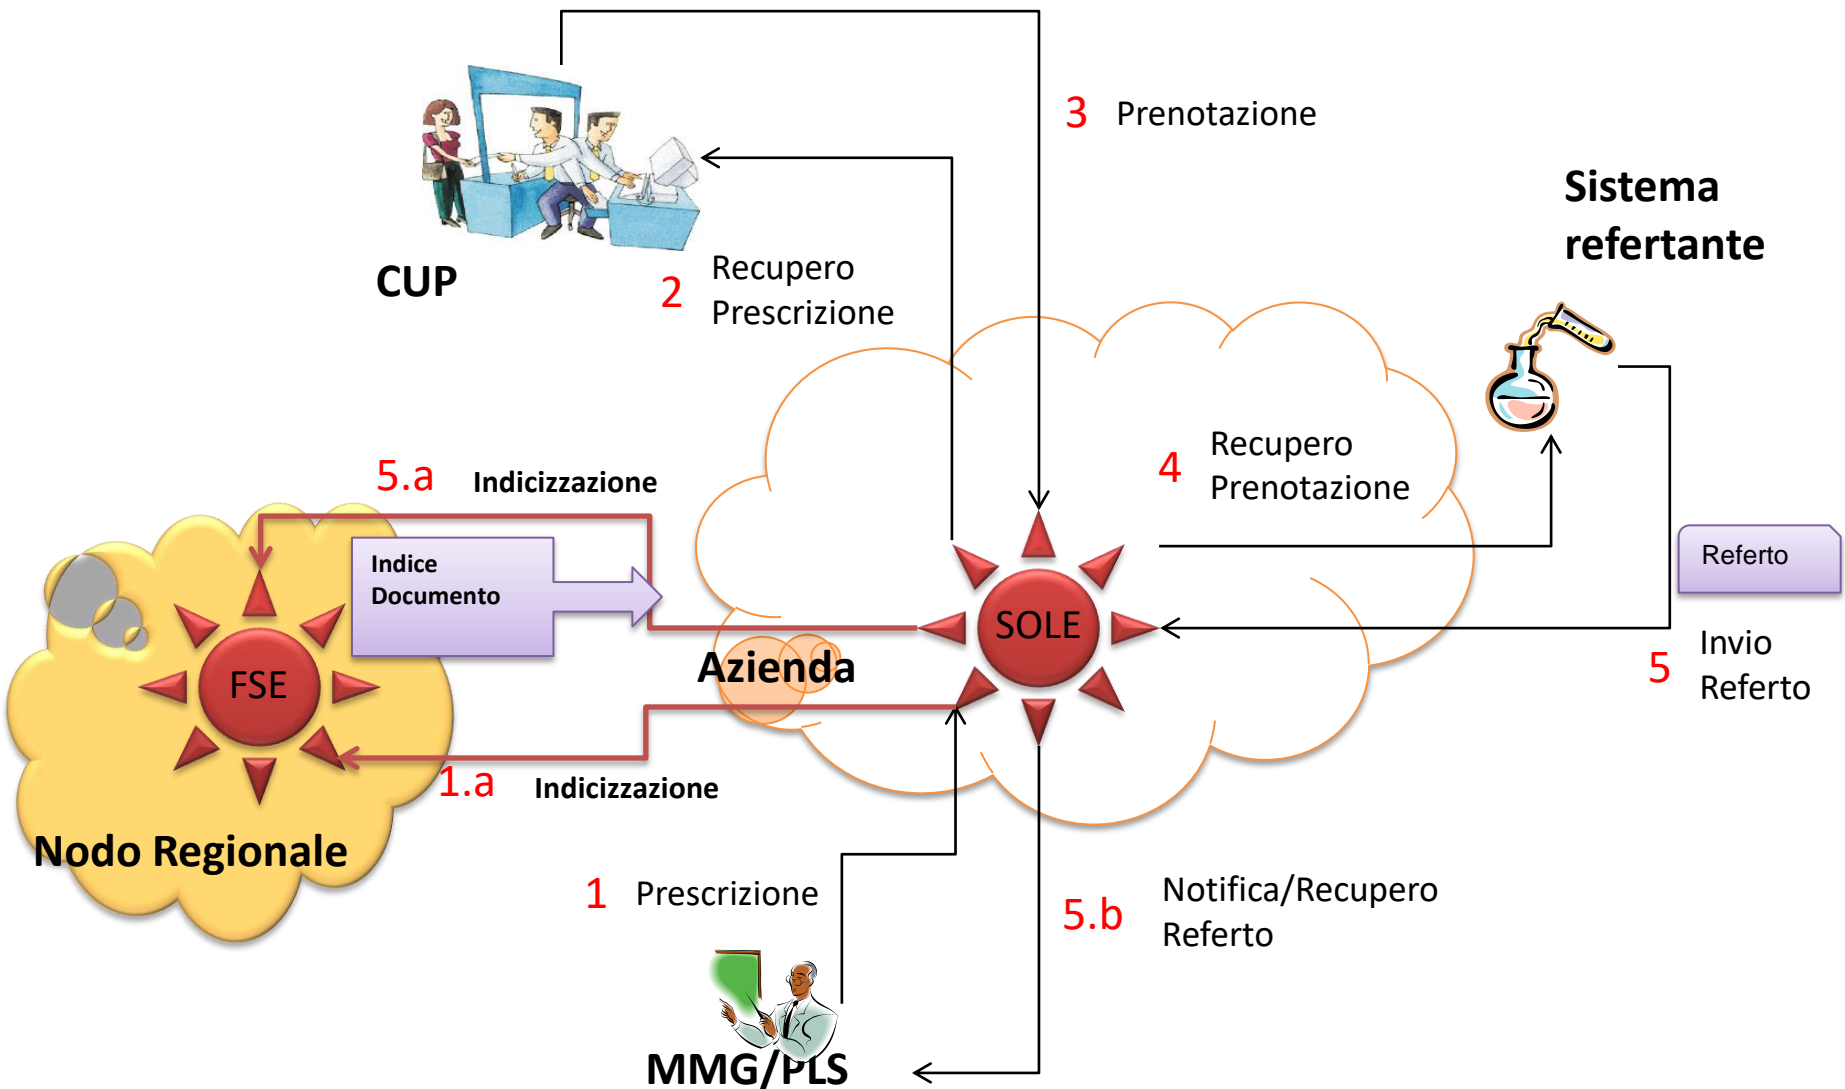 3 Prenotazione
Sistema
refertante
CUP
2 Recupero
Prescrizione
4 Recupero
Prenotazione
5.a Indicizzazione
Indice
Documento
Referto
SOLE
FSE
Azienda
5 Invio
Referto
1.a Indicizzazione
Nodo Regionale
1 Prescrizione
5.b Notifica/Recupero
Referto
MMG/PLS